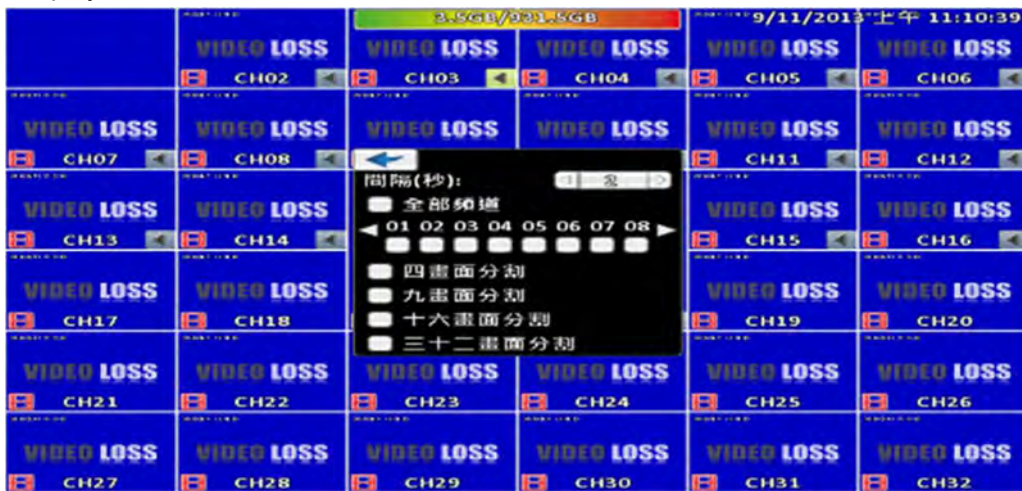 3.5GB/931.5GB
9/11/2013 上午 11:10:39
VIDEO LOSS VIDEO LOSS VIDEO LOSS VIDEO LOSS VIDEO LOSS
CH02 CH03 CH04 CH05 CH06
VIDEO LOSS VIDEO LOSS VIDEO LOSS VIDEO LOSS VIDEO LOSS VIDEO LOSS
CH07 CH08 CH11 CH12
間隔(秒): 2
全部頻道
VIDEO LOSS VIDEO LOSS VIDEO LOSS VIDEO LOSS
01 02 03 04 05 06 07 08
CH13 CH14 CH15 CH16
四畫面分割
九畫面分割
VIDEO LOSS VIDEO LOSS VIDEO LOSS VIDEO LOSS
十六畫面分割
CH17 CH18 CH19 CH20
三十二畫面分割
VIDEO LOSS VIDEO LOSS VIDEO LOSS VIDEO LOSS VIDEO LOSS VIDEO LOSS
CH21 CH22 CH23 CH24 CH25 CH26
VIDEO LOSS VIDEO LOSS VIDEO LOSS VIDEO LOSS VIDEO LOSS VIDEO LOSS
CH27 CH28 CH29 CH30 CH31 CH32